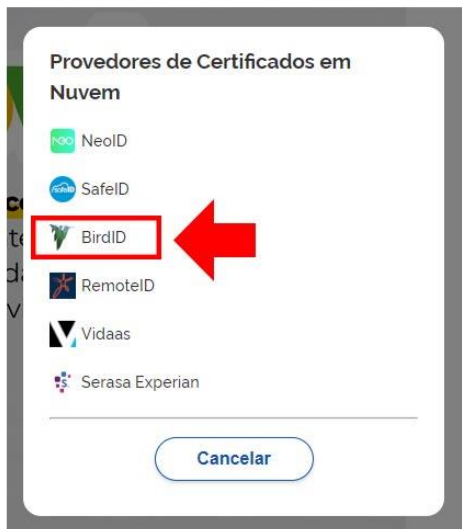 Provedores de Certificados em
Nuvem
NeoID
SafeID
BirdID
RemoteID
Vidaas
Serasa Experian
Cancelar